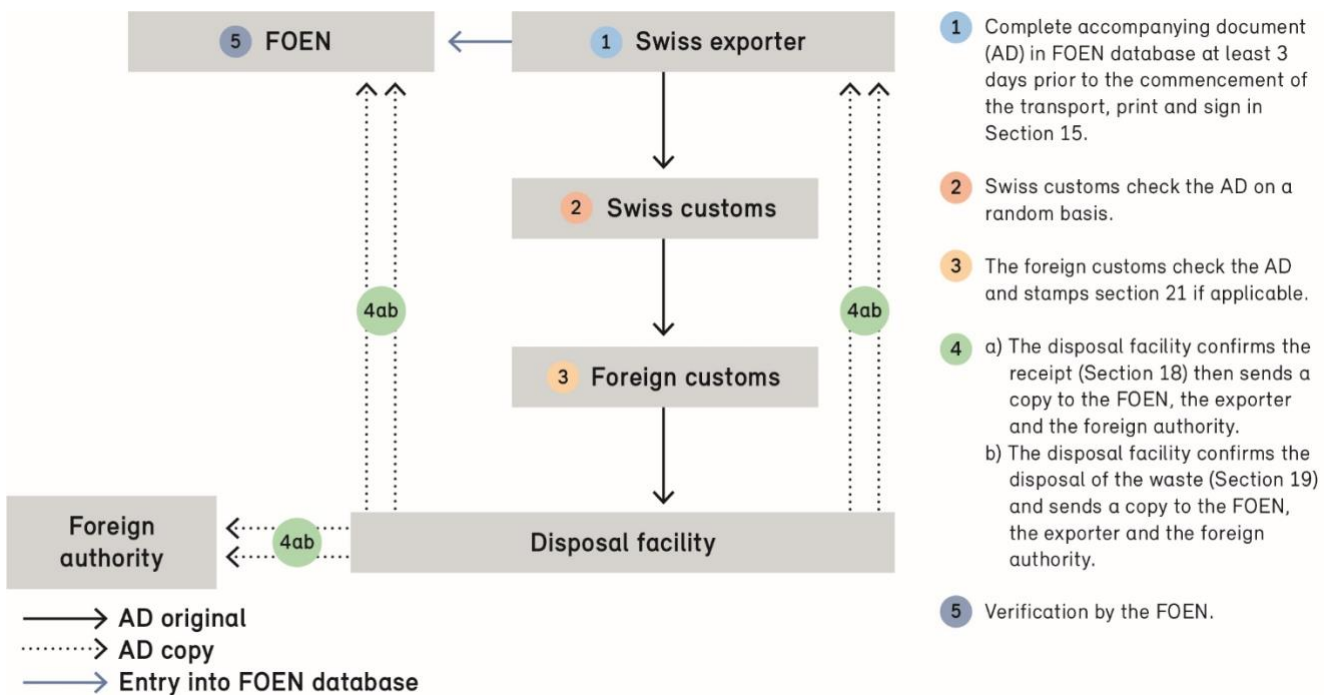 5 FOEN
1 Swiss exporter
2 Swiss customs
4ab
4ab
3 Foreign customs
Foreign
authority
4ab
Disposal facility
AD original
AD copy
Entry into FOEN database
1 Complete accompanying document
(AD) in FOEN database at least 3
days prior to the commencement of
the transport, print and sign in
Section 15.
2 Swiss customs check the AD on a
random basis.
3 The foreign customs check the AD
and stamps section 21 if applicable.
4 a) The disposal facility confirms the
receipt (Section 18) then sends a
copy to the FOEN, the exporter
and the foreign authority.
b) The disposal facility confirms the
disposal of the waste (Section 19)
and sends a copy to the FOEN,
the exporter and the foreign
authority.
5 Verification by the FOEN.